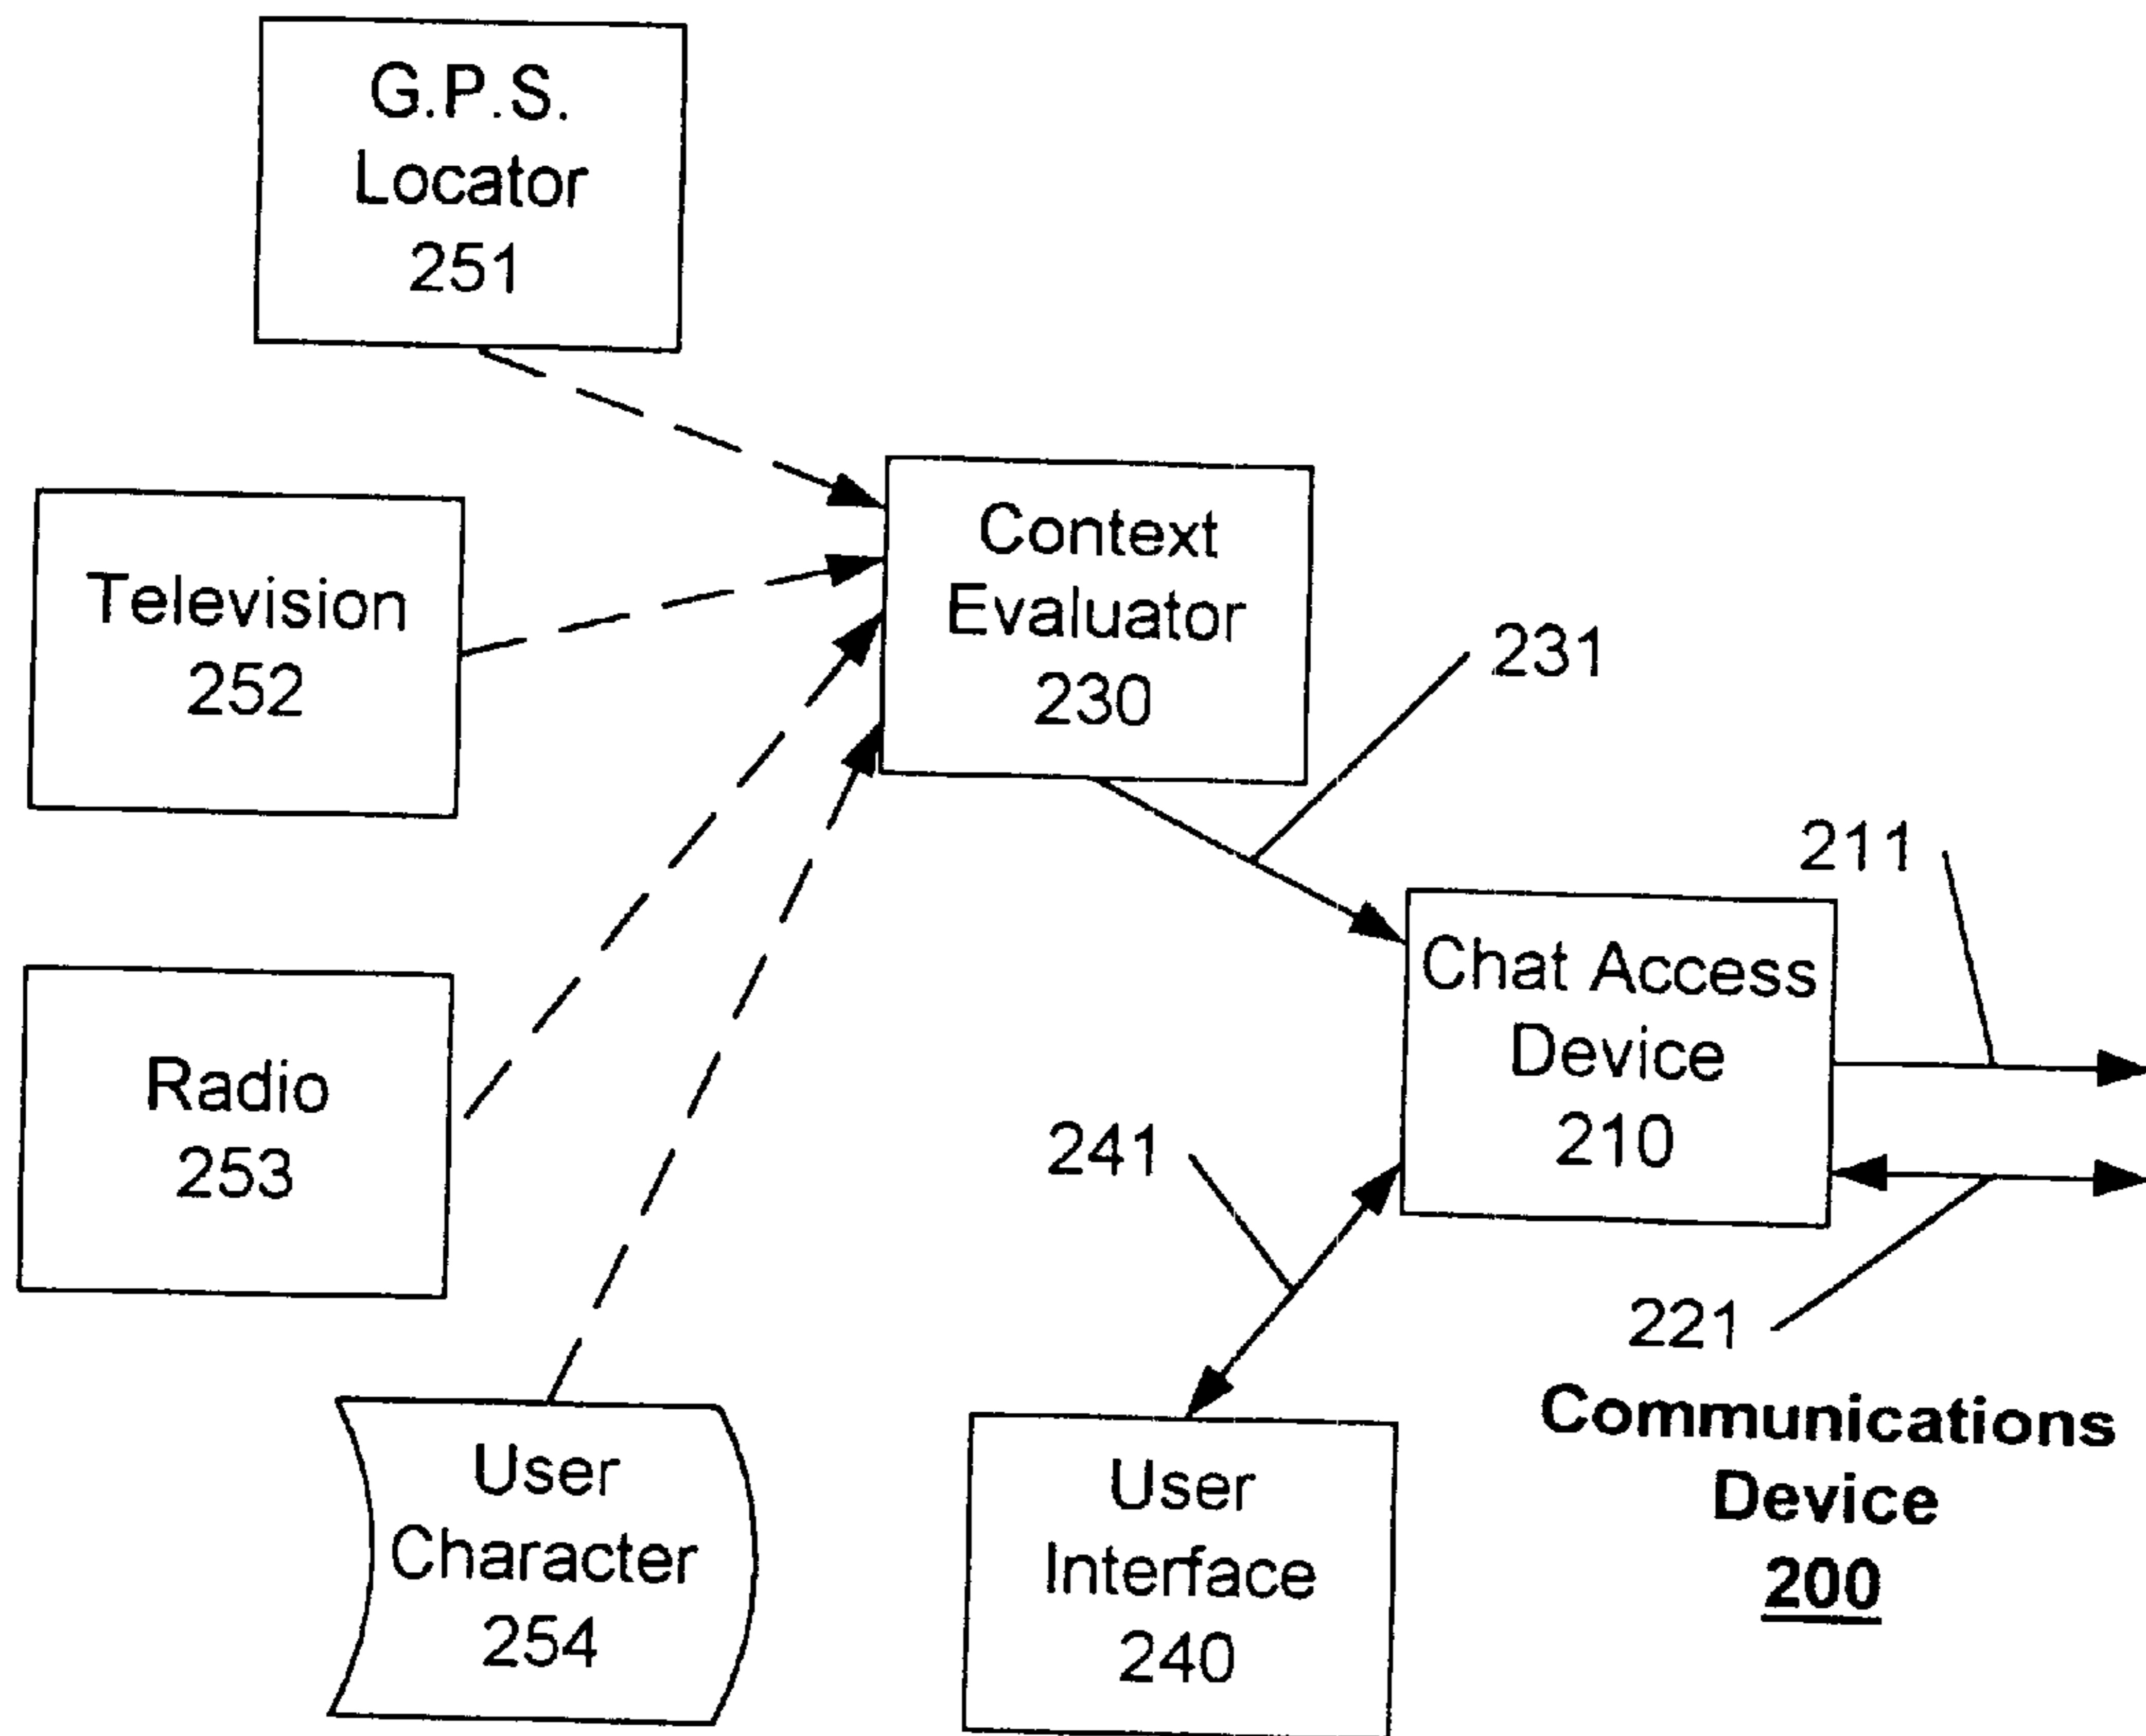 G.P.S.
Locator
251
Television
252
Context
Evaluator
230
231
211
Chat Access
Device
210
Radio
253
241
221
Communications
Device
200
User
Character
254
User
Interface
240